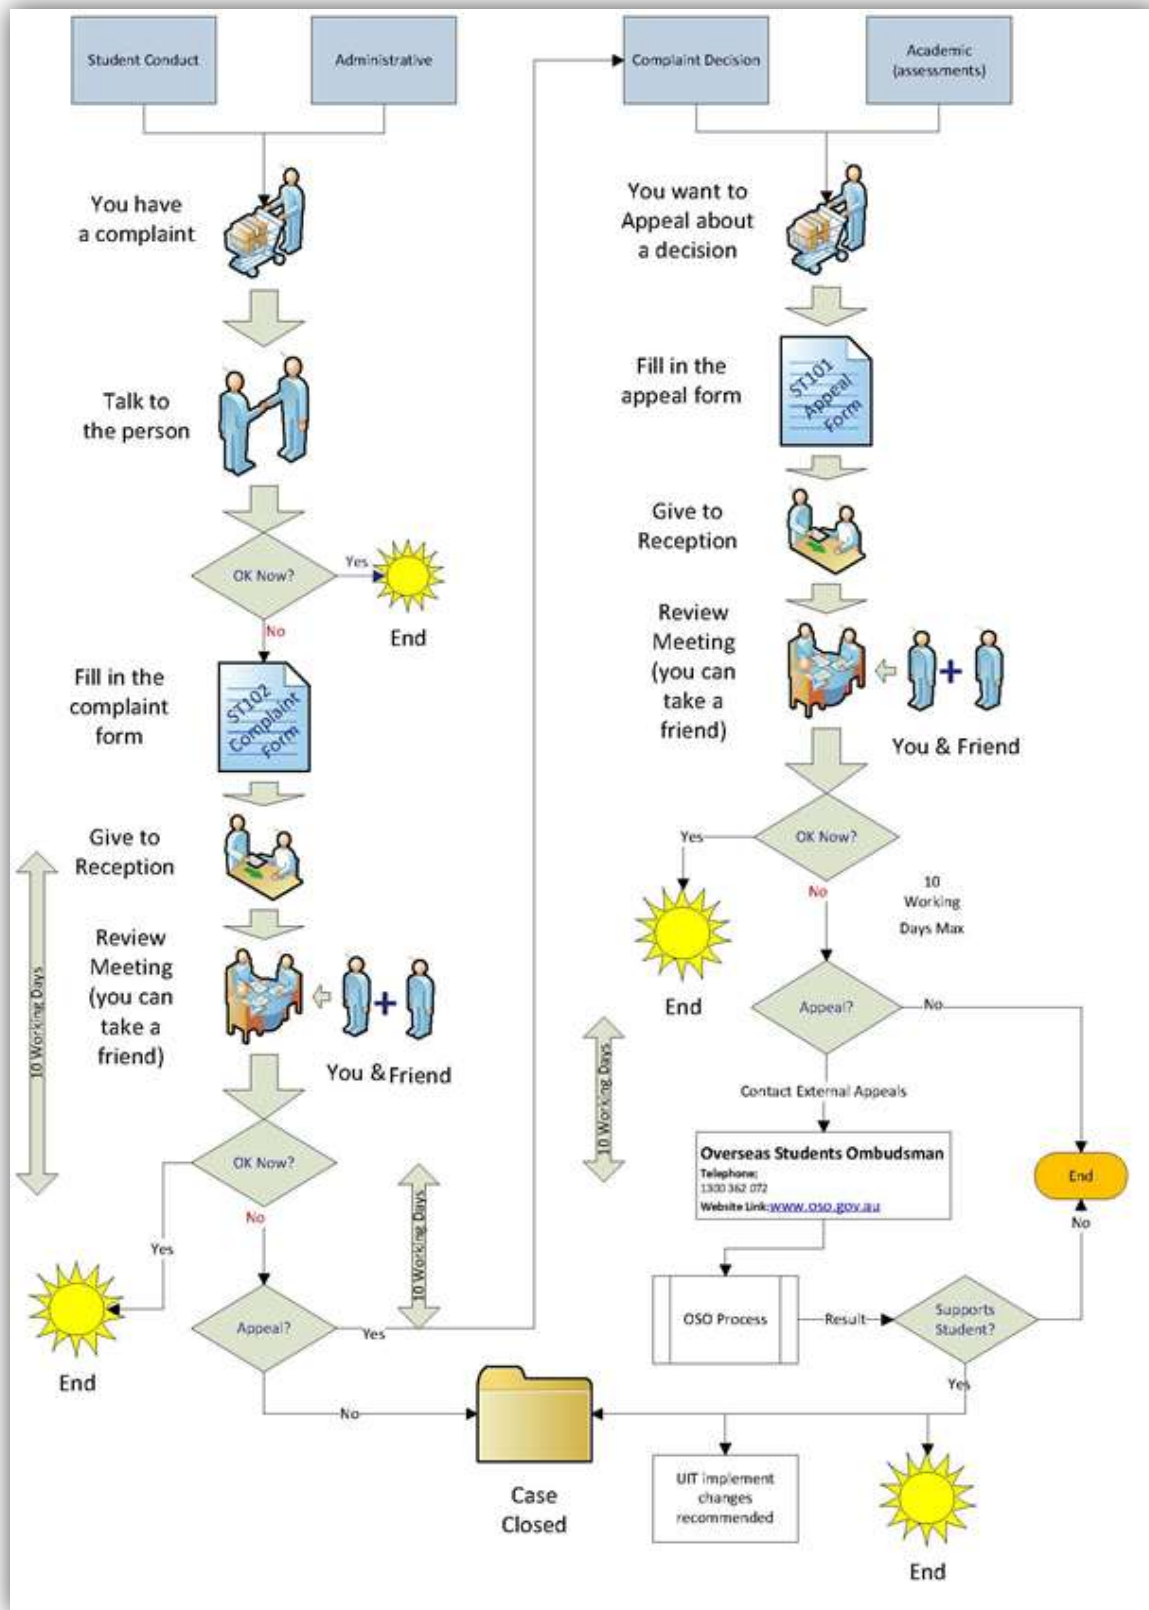 Student Conduct
Administrative
Complaint Decision
Academic
(assessments)
You have
a complaint
Talk to
the person
OK Now?
Yes
End
No
Fill in the
complaint
form
ST102
Complaint
Form
Give to
Reception
10 Working Days
Review
Meeting
(you can
take a
friend)
You & Friend
OK Now?
No
Yes
10 Working Days
End
Appeal?
Yes
No
Case
Closed
You want to
Appeal about
a decision
Fill in the
appeal form
ST101
Appeal
Form
Give to
Reception
Review
Meeting
(you can
take a
friend)
You & Friend
OK Now?
Yes
No
10
Working
Days Max
End
Appeal?
No
10 Working Days
Contact External Appeals
Overseas Students Ombudsman
Telephone:
1300 362 072
Website Link:www.oso.gov.au
End
No
OSO Process
Result
Supports
Student?
Yes
UIT implement
changes
recommended
End